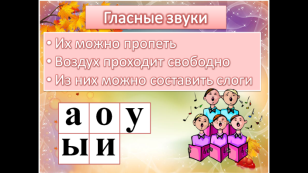 Гласные звуки
• Их можно пропеть
• Воздух проходит свободно
• Из них можно составить слоги
а о у
ы и